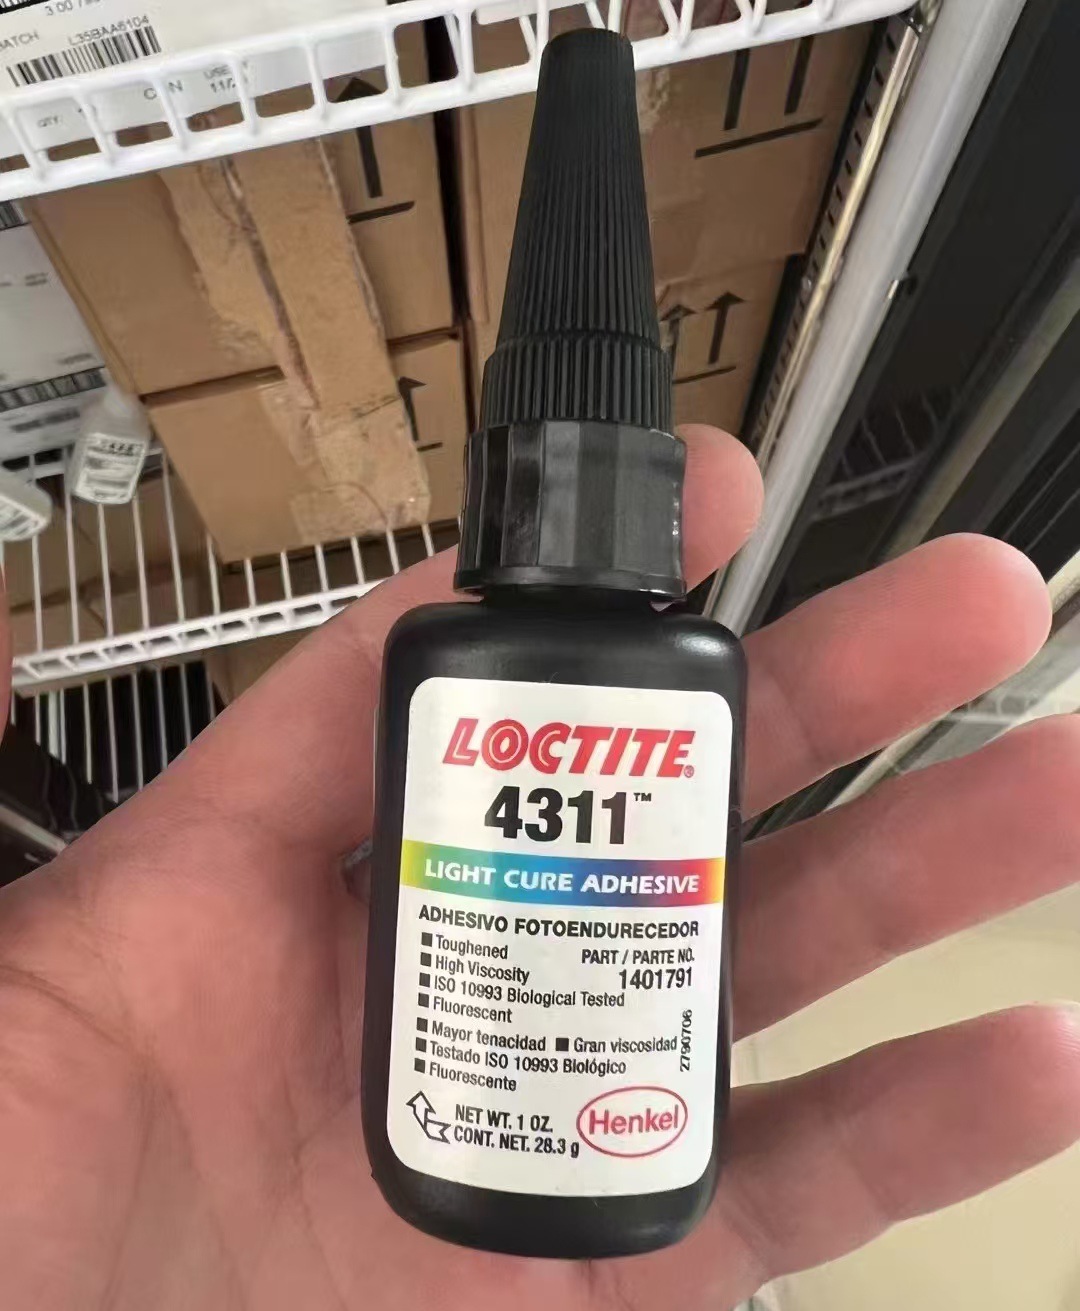 BATCH
L35BAA6104
QTY:
LOCTITE®
4311™
LIGHT CURE ADHESIVE
ADHESIVO FOTOENDURECEDOR
■ Toughened
■ High Viscosity
■ ISO 10993 Biological Tested
■ Fluorescent
PART / PARTE NO.
1401791
■ Mayor tenacidad ■ Gran viscosidad
■ Testado ISO 10993 Biológico
■ Fluorescente
2790706
NET WT. 1 OZ.
CONT. NET. 28.3 g
Henkel